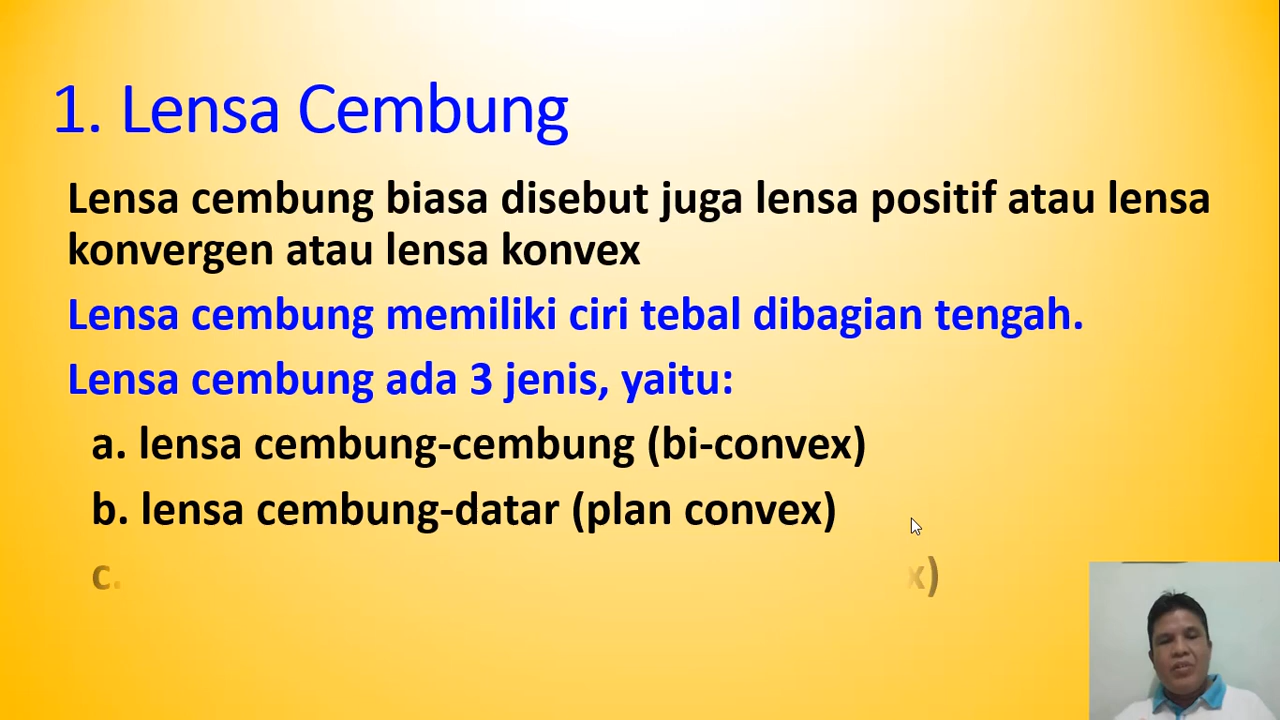 1. Lensa Cembung
Lensa cembung biasa disebut juga lensa positif atau lensa
konvergen atau lensa konvex
Lensa cembung memiliki ciri tebal dibagian tengah.
Lensa cembung ada 3 jenis, yaitu:
a. lensa cembung-cembung (bi-convex)
b. lensa cembung-datar (plan convex)
c. x)